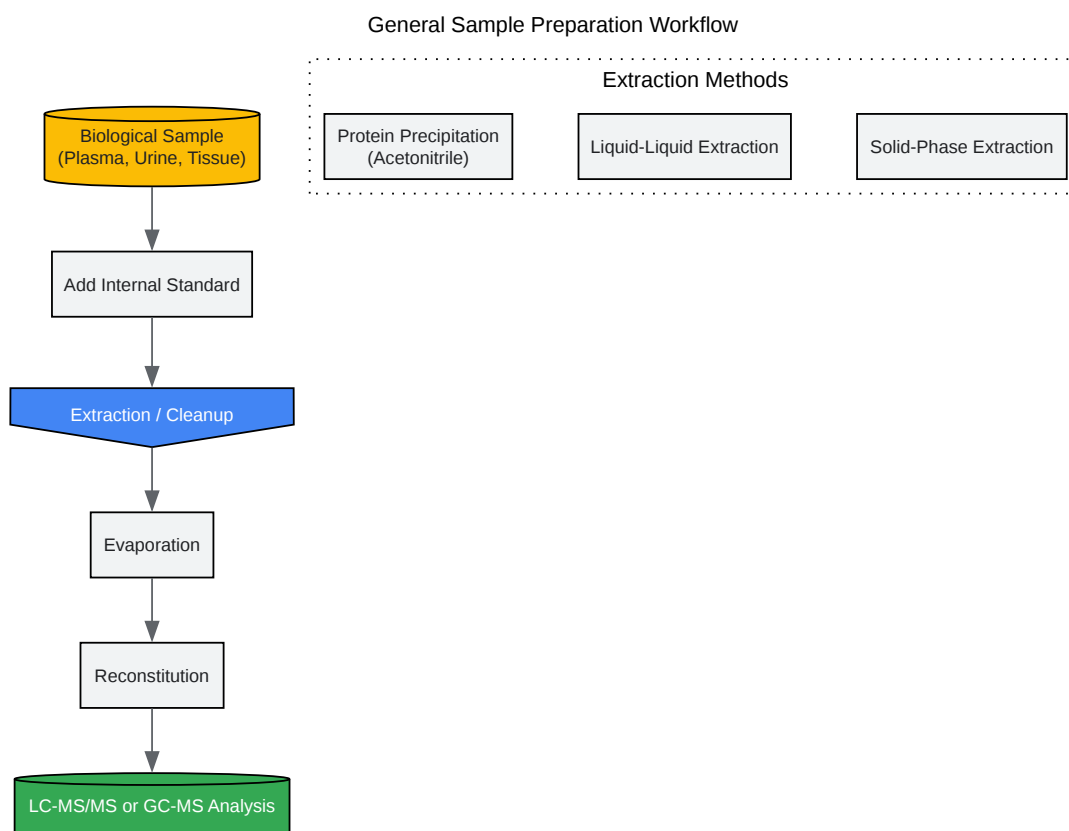 General Sample Preparation Workflow
Extraction Methods
Biological Sample
(Plasma, Urine, Tissue)
Protein Precipitation
(Acetonitrile)
Liquid-Liquid Extraction
Solid-Phase Extraction
Add Internal Standard
Extraction / Cleanup
Evaporation
Reconstitution
LC-MS/MS or GC-MS Analysis